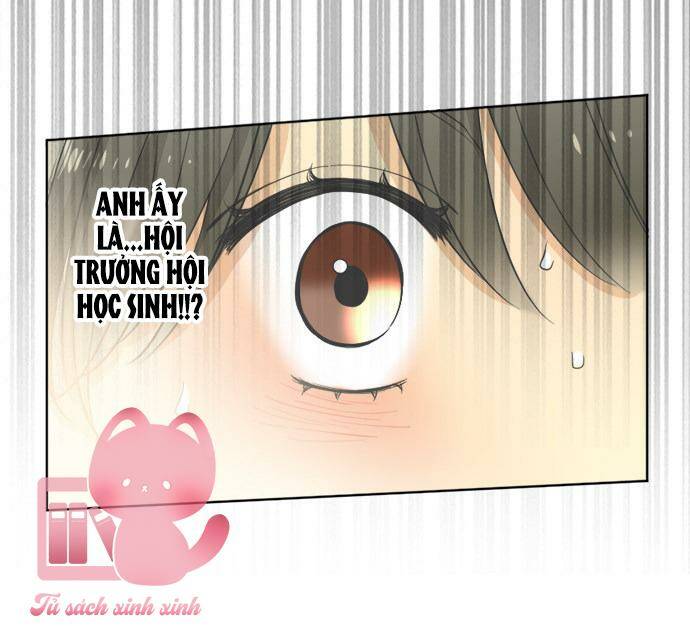 ANH ẤY
LÀ...HỘI
TRƯỞNG HỘI
HỌC SINH!!?
Tủ sách xinh xinh